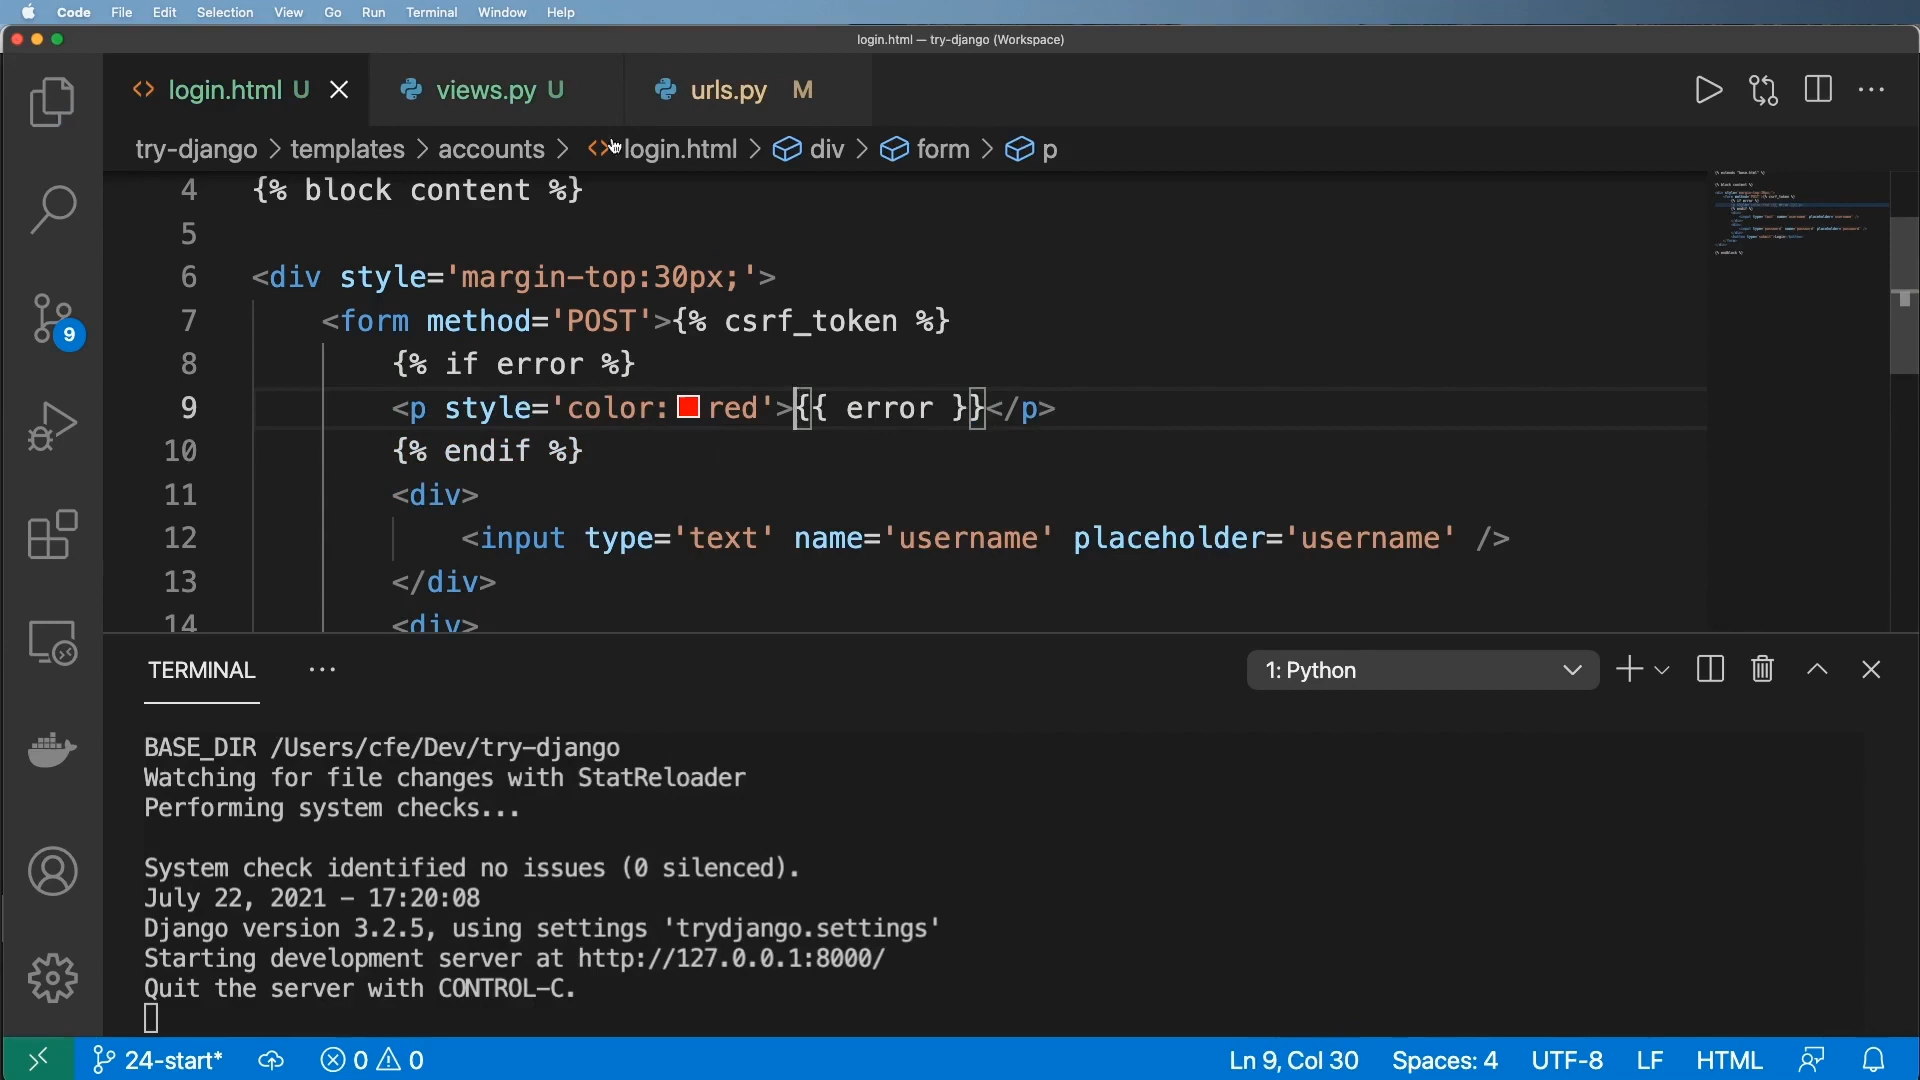 Code File Edit Selection View Go Run Terminal Window Help
login.html — try-django (Workspace)
login.html U views.py U urls.py M
try-django > templates > accounts > login.html > div > form > p
4 {% block content %}
5
6 <div style='margin-top:30px;'>
7 <form method='POST'>{% csrf_token %}
8 {% if error %}
9 <p style='color:red'>{{ error }}</p>
10 {% endif %}
11 <div>
12 <input type='text' name='username' placeholder='username' />
13 </div>
14 <div>
9
TERMINAL ... 1: Python
BASE_DIR /Users/cfe/Dev/try-django
Watching for file changes with StatReloader
Performing system checks...
System check identified no issues (0 silenced).
July 22, 2021 - 17:20:08
Django version 3.2.5, using settings 'trydjango.settings'
Starting development server at http://127.0.0.1:8000/
Quit the server with CONTROL-C.
24-start* 0 0 Ln 9, Col 30 Spaces: 4 UTF-8 LF HTML